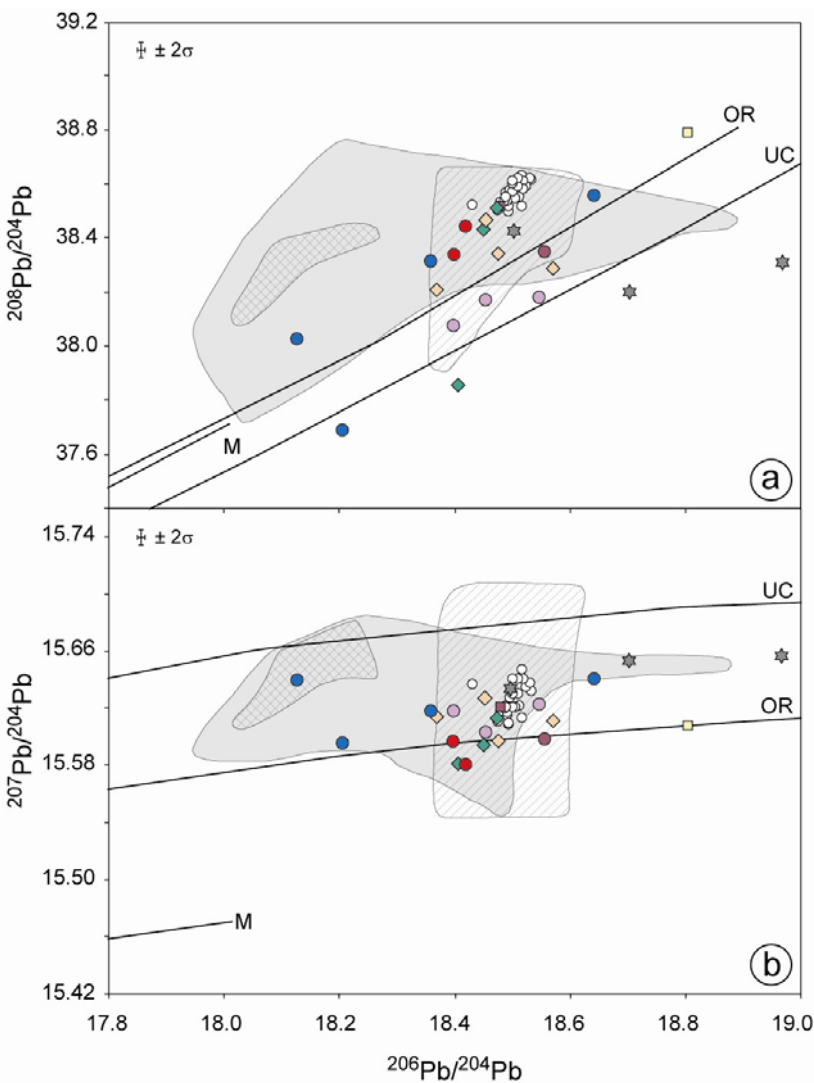 39.2
± 2σ
OR
38.8
UC
208Pb/204Pb
38.4
38.0
M
37.6
a
15.74
± 2σ
UC
15.66
207Pb/204Pb
OR
15.58
15.50
M
b
15.42
17.8 18.0 18.2 18.4 18.6 18.8 19.0
206Pb/204Pb